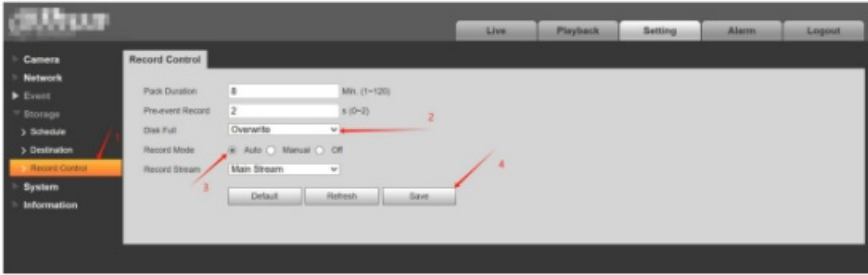 Live Playback Setting Alarm Logout
Camera
Network
Event
Storage
Schedule
Destination
Record Control
System
Information
Record Control
Pack Duration 8 Min. (1~120)
Pre-event Record 2 s (0~2)
Disk Full Overwrite
Record Mode Auto Manual Off
Record Stream Main Stream
Default Refresh Save
1
2
3
4